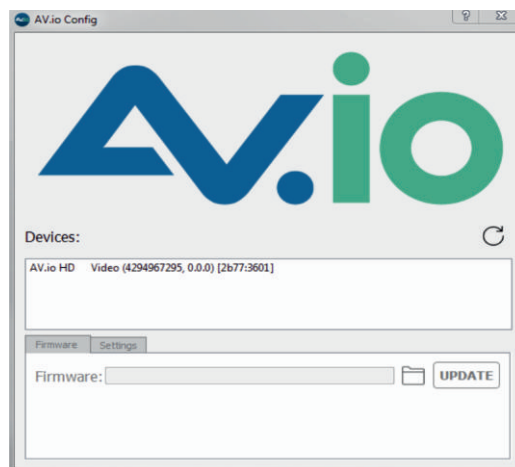 AV.io Config
AV.io
Devices:
AV.io HD Video (4294967295, 0.0.0) [2b77:3601]
Firmware Settings
Firmware: UPDATE